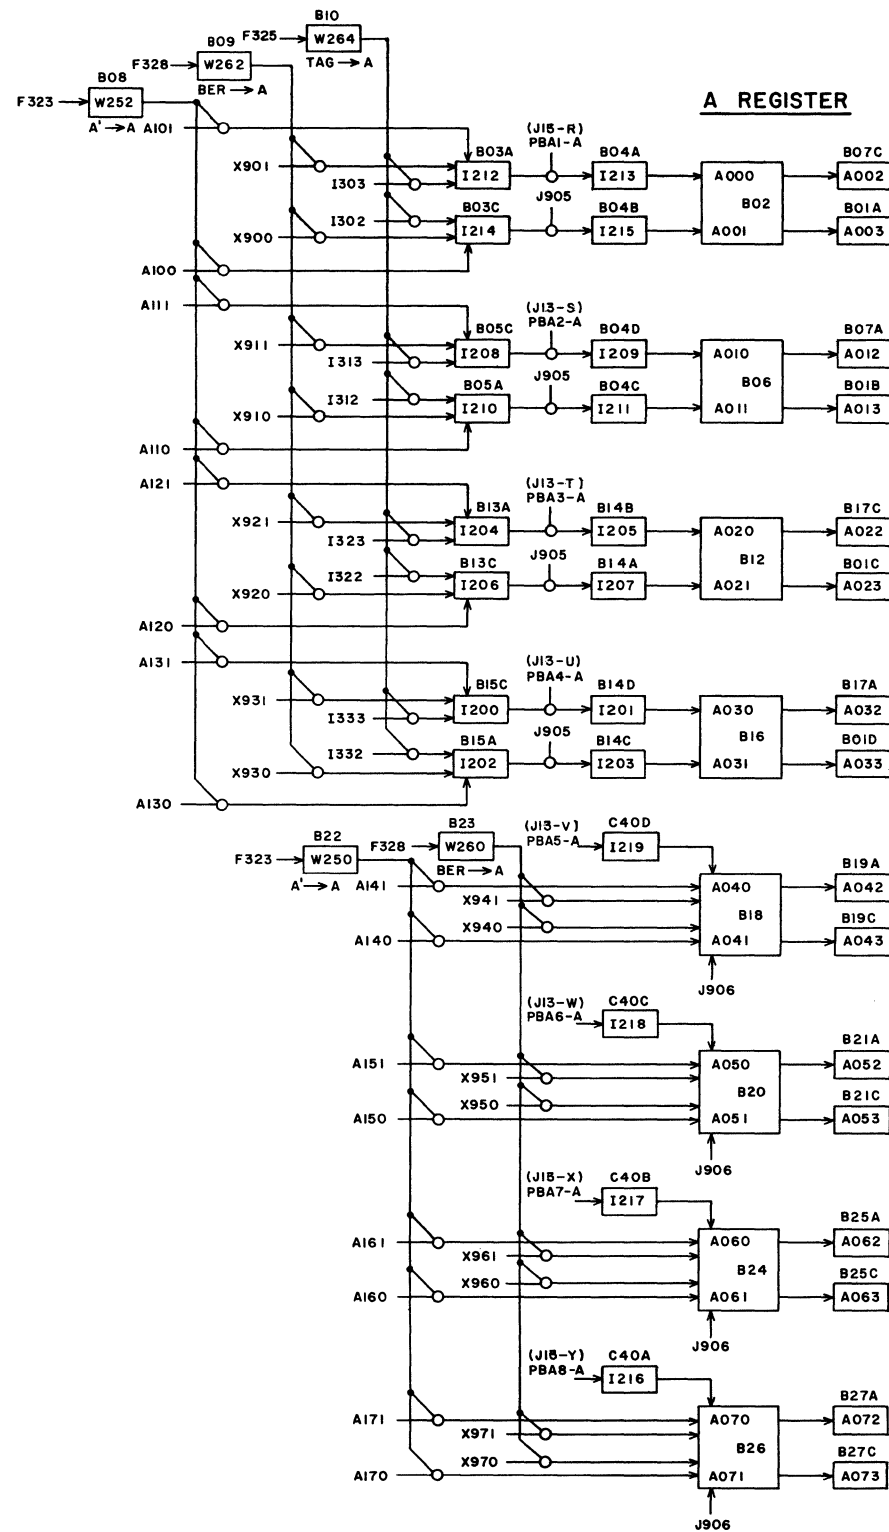 B10
F325 W264
TAG → A
B09
F328 W262
BER → A
B08
F323 W252
A' → A
A REGISTER
A101
X901
I303
B03A
I212
(J15-R)
PBA1-A
B04A
I213
A000
B02
A001
B07C
A002
I302
X900
B03C
I214
J905
B04B
I215
B01A
A003
A100
A111
X911
I313
B05C
I208
(J13-S)
PBA2-A
B04D
I209
A010
B06
A011
B07A
A012
I312
X910
B05A
I210
J905
B04C
I211
B01B
A013
A110
A121
X921
I323
B13A
I204
(J13-T)
PBA3-A
B14B
I205
A020
B12
A021
B17C
A022
I322
X920
B13C
I206
J905
B14A
I207
B01C
A023
A120
A131
X931
I333
B15C
I200
(J13-U)
PBA4-A
B14D
I201
A030
B16
A031
B17A
A032
I332
X930
B15A
I202
J905
B14C
I203
B01D
A033
A130
B22
F323 W250
A' → A
B23
F328 W260
BER → A
(J13-V)
PBA5-A
C40D
I219
A141
X941
X940
A140
A040
B18
A041
J906
B19A
A042
B19C
A043
(J13-W)
PBA6-A
C40C
I218
A151
X951
X950
A150
A050
B20
A051
J906
B21A
A052
B21C
A053
(J15-X)
PBA7-A
C40B
I217
A161
X961
X960
A160
A060
B24
A061
J906
B25A
A062
B25C
A063
(J15-Y)
PBA8-A
C40A
I216
A171
X971
X970
A170
A070
B26
A071
J906
B27A
A072
B27C
A073